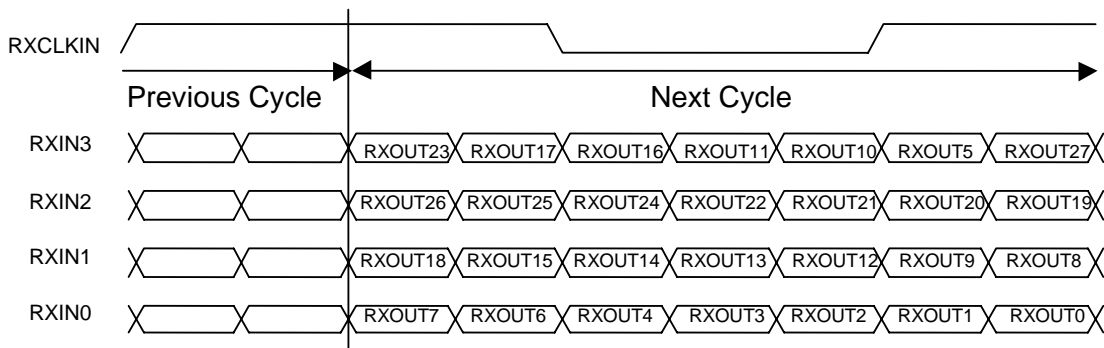 RXCLKIN
Previous Cycle Next Cycle
RXIN3 RXOUT23 RXOUT17 RXOUT16 RXOUT11 RXOUT10 RXOUT5 RXOUT27
RXIN2 RXOUT26 RXOUT25 RXOUT24 RXOUT22 RXOUT21 RXOUT20 RXOUT19
RXIN1 RXOUT18 RXOUT15 RXOUT14 RXOUT13 RXOUT12 RXOUT9 RXOUT8
RXIN0 RXOUT7 RXOUT6 RXOUT4 RXOUT3 RXOUT2 RXOUT1 RXOUT0